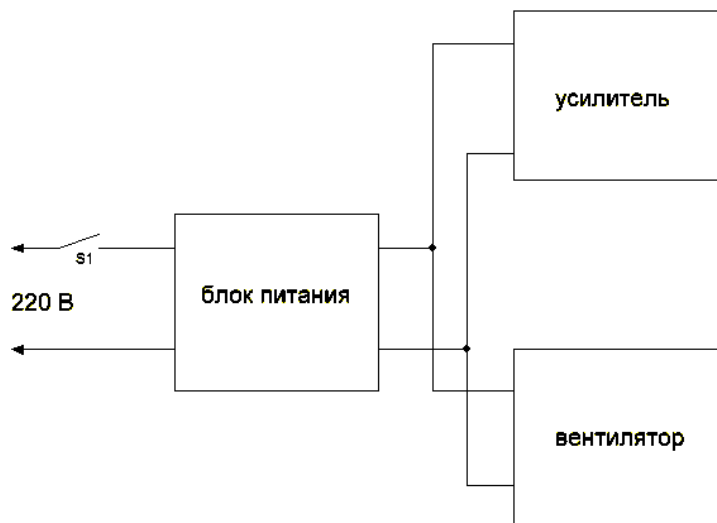 усилитель
S1
блок питания
220 В
вентилятор